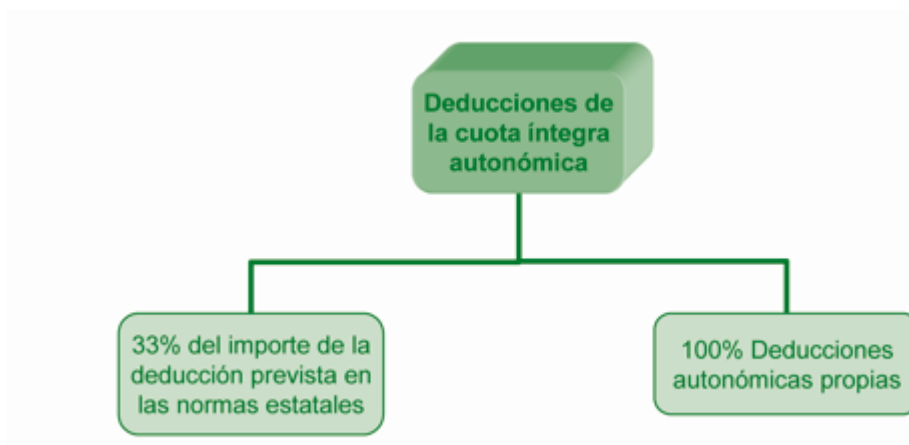 Deducciones de
la cuota íntegra
autonómica
33% del importe de la
deducción prevista en
las normas estatales
100% Deducciones
autonómicas propias